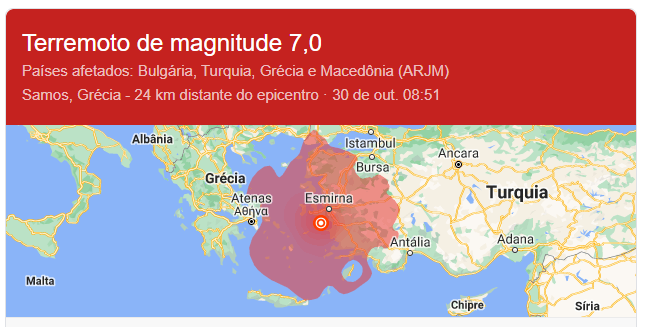 Terremoto de magnitude 7,0
Países afetados: Bulgária, Turquia, Grécia e Macedônia (ARJM)
Samos, Grécia - 24 km distante do epicentro · 30 de out. 08:51
Albânia
Istambul
Bursa
Ancara
Grécia
Turquia
Atenas
Αθήνα
Esmirna
Antália
Adana
Malta
Chipre
Síria